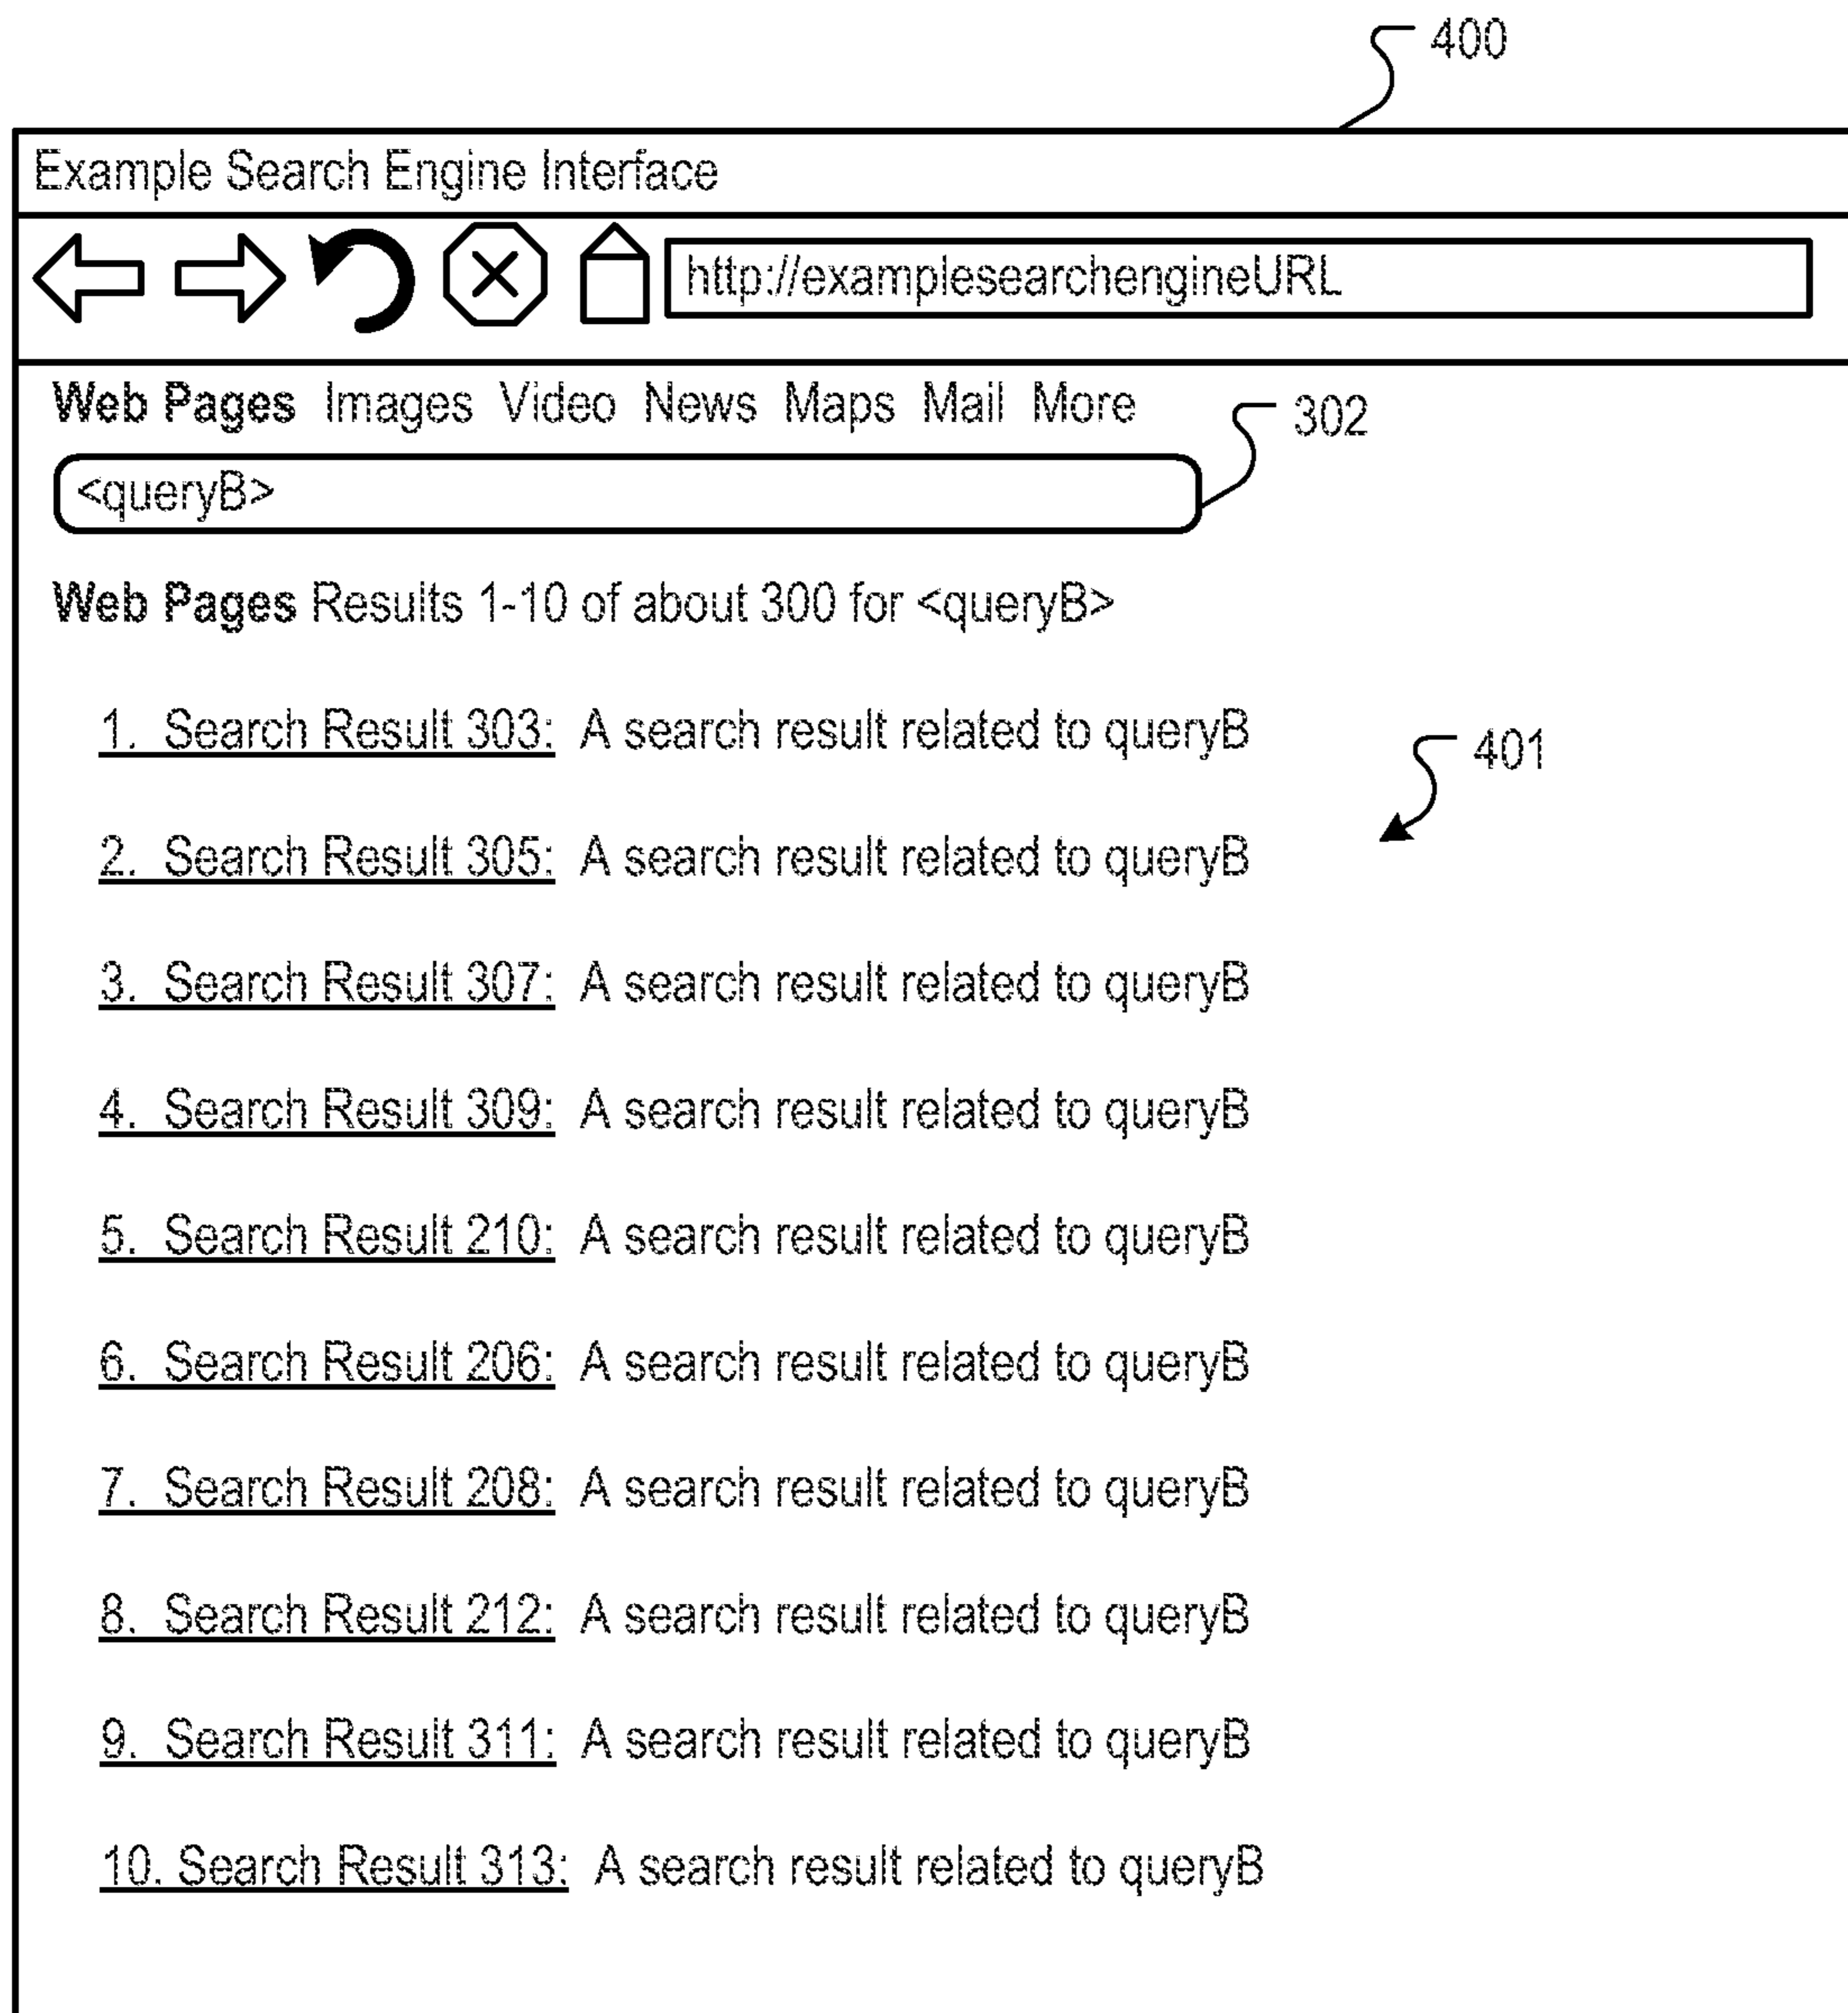 400
Example Search Engine Interface
http://examplesearchengineURL
Web Pages Images Video News Maps Mail More
302
<queryB>
Web Pages Results 1-10 of about 300 for <queryB>
1. Search Result 303: A search result related to queryB
401
2. Search Result 305: A search result related to queryB
3. Search Result 307: A search result related to queryB
4. Search Result 309: A search result related to queryB
5. Search Result 210: A search result related to queryB
6. Search Result 206: A search result related to queryB
7. Search Result 208: A search result related to queryB
8. Search Result 212: A search result related to queryB
9. Search Result 311: A search result related to queryB
10. Search Result 313: A search result related to queryB